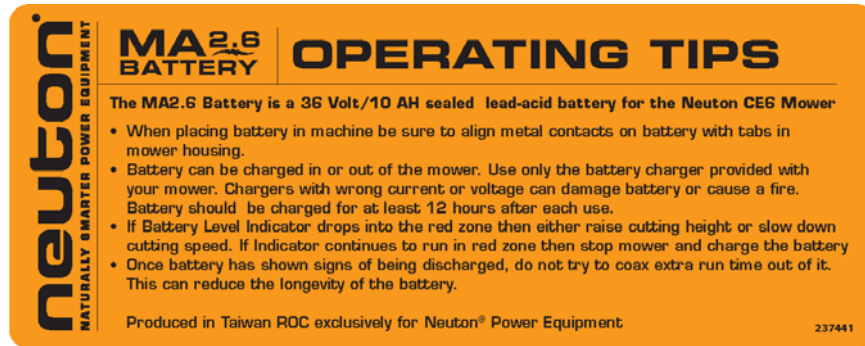 neuton®
NATURALLY SMARTER POWER EQUIPMENT
MA2.6
BATTERY
OPERATING TIPS
The MA2.6 Battery is a 36 Volt/10 AH sealed lead-acid battery for the Neuton CE6 Mower
• When placing battery in machine be sure to align metal contacts on battery with tabs in
mower housing.
• Battery can be charged in or out of the mower. Use only the battery charger provided with
your mower. Chargers with wrong current or voltage can damage battery or cause a fire.
Battery should be charged for at least 12 hours after each use.
• If Battery Level Indicator drops into the red zone then either raise cutting height or slow down
cutting speed. If Indicator continues to run in red zone then stop mower and charge the battery
• Once battery has shown signs of being discharged, do not try to coax extra run time out of it.
This can reduce the longevity of the battery.
Produced in Taiwan ROC exclusively for Neuton® Power Equipment
237441